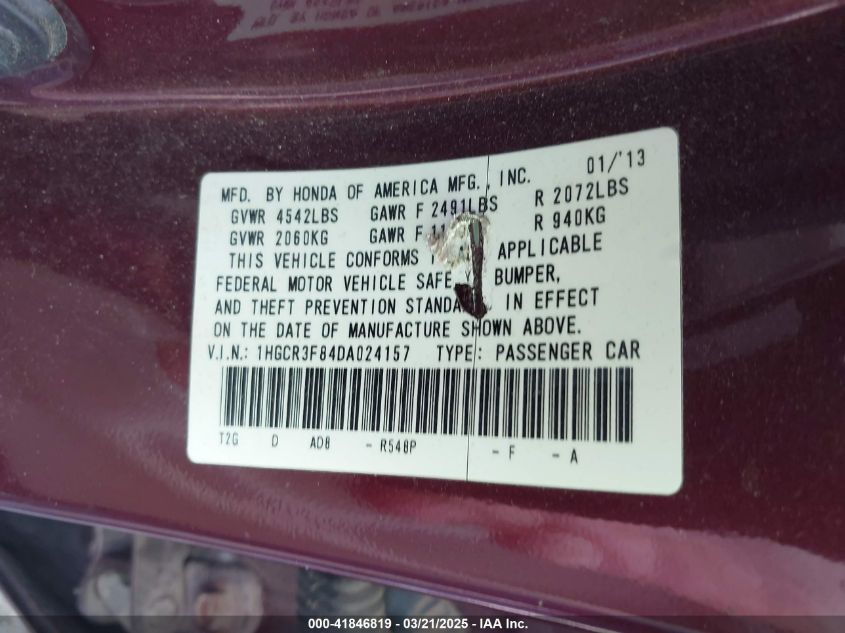 MFD. BY HONDA OF AMERICA MFG., INC. 01/'13
GVWR 4542LBS GAWR F 2491LBS R 2072LBS
GVWR 2060KG GAWR F R 940KG
THIS VEHICLE CONFORMS APPLICABLE
FEDERAL MOTOR VEHICLE BUMPER,
AND THEFT PREVENTION IN EFFECT
ON THE DATE OF MANUFACTURE SHOWN ABOVE.
V.I.N.: 1HGCR3F84DA024157 TYPE: PASSENGER CAR
T2G D AD8 - R548P - F - A
000-41846819 - 03/21/2025 - IAA Inc.